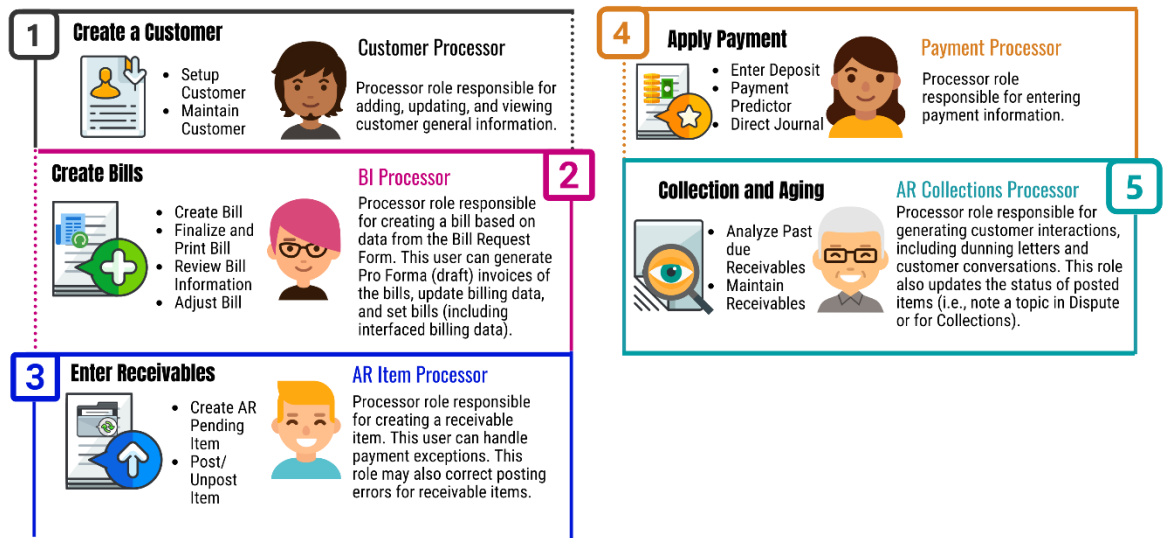 1
Create a Customer
• Setup
Customer
• Maintain
Customer
Customer Processor
Processor role responsible for
adding, updating, and viewing
customer general information.
2
Create Bills
• Create Bill
• Finalize and
Print Bill
• Review Bill
Information
• Adjust Bill
BI Processor
Processor role responsible
for creating a bill based on
data from the Bill Request
Form. This user can generate
Pro Forma (draft) invoices of
the bills, update billing data,
and set bills (including
interfaced billing data).
3
Enter Receivables
• Create AR
Pending
Item
• Post/
Unpost
Item
AR Item Processor
Processor role responsible
for creating a receivable
item. This user can handle
payment exceptions. This
role may also correct posting
errors for receivable items.
4
Apply Payment
• Enter Deposit
• Payment
Predictor
• Direct Journal
Payment Processor
Processor role
responsible for entering
payment information.
5
Collection and Aging
• Analyze Past
due
Receivables
• Maintain
Receivables
AR Collections Processor
Processor role responsible for
generating customer interactions,
including dunning letters and
customer conversations. This role
also updates the status of posted
items (i.e., note a topic in Dispute
or for Collections).